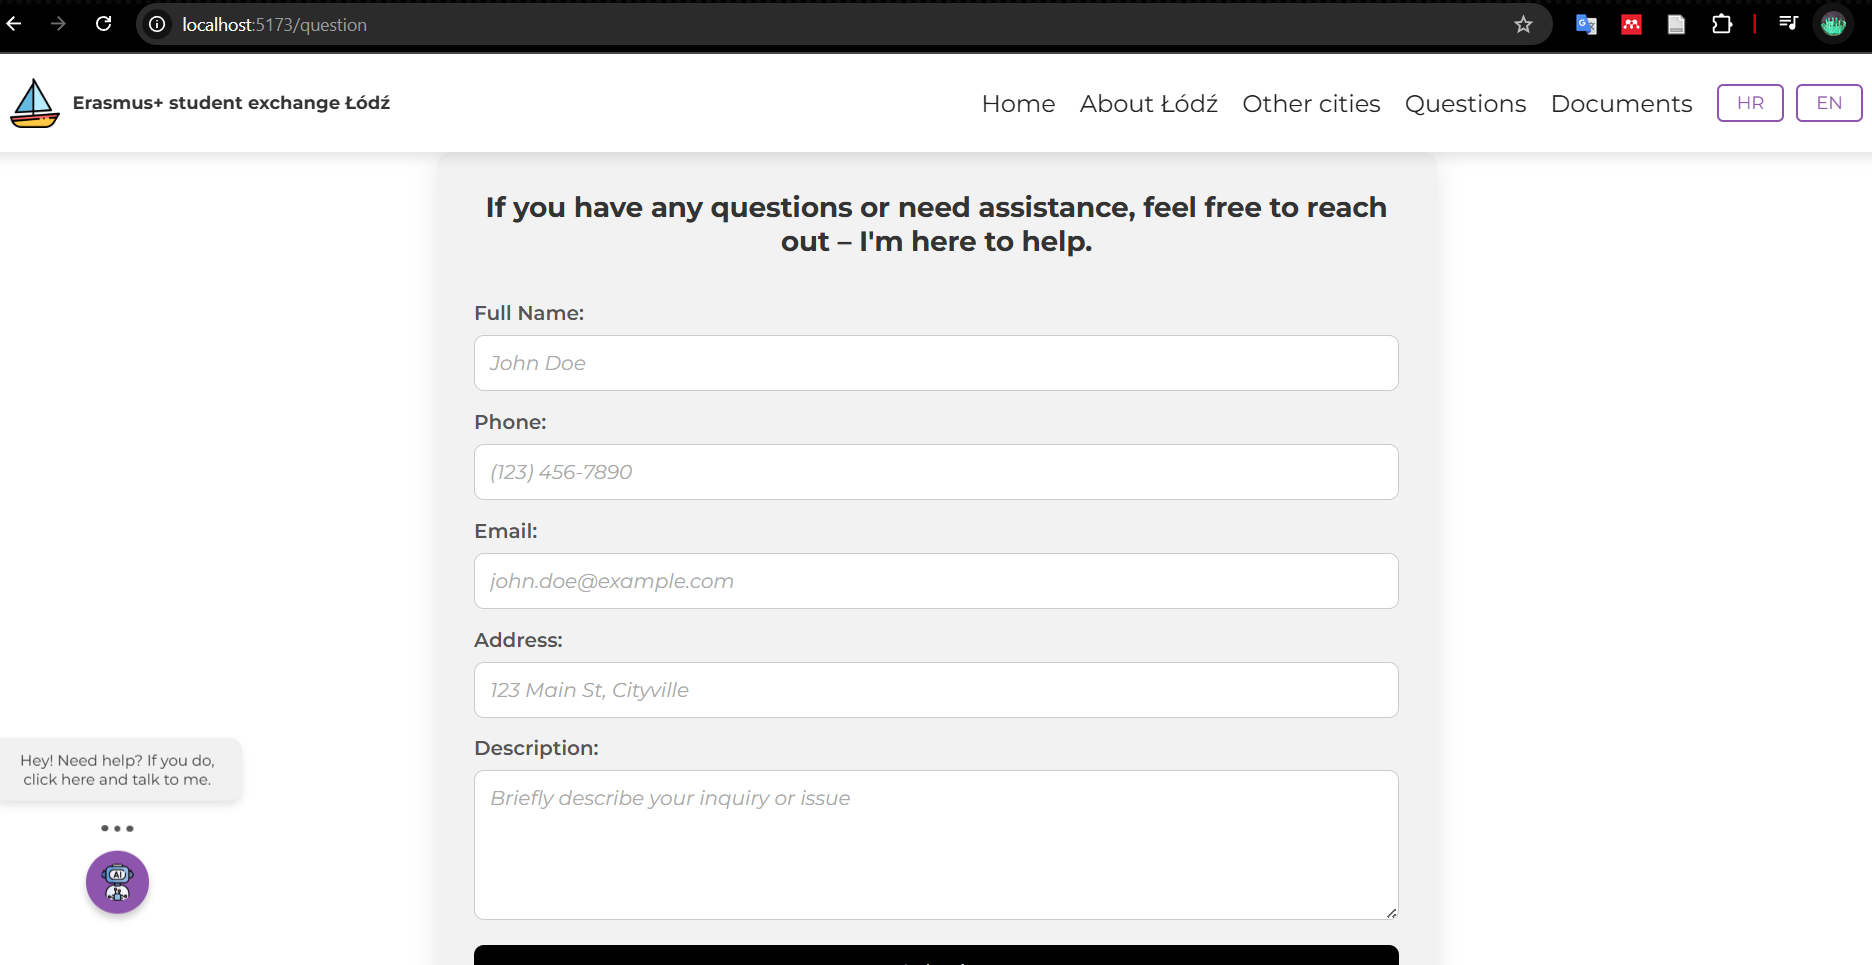 localhost:5173/question
Erasmus+ student exchange Łódź
Home
About Łódź
Other cities
Questions
Documents
HR
EN
If you have any questions or need assistance, feel free to reach
out – I'm here to help.
Full Name:
John Doe
Phone:
(123) 456-7890
Email:
john.doe@example.com
Address:
123 Main St, Cityville
Description:
Briefly describe your inquiry or issue
Hey! Need help? If you do,
click here and talk to me.
AI